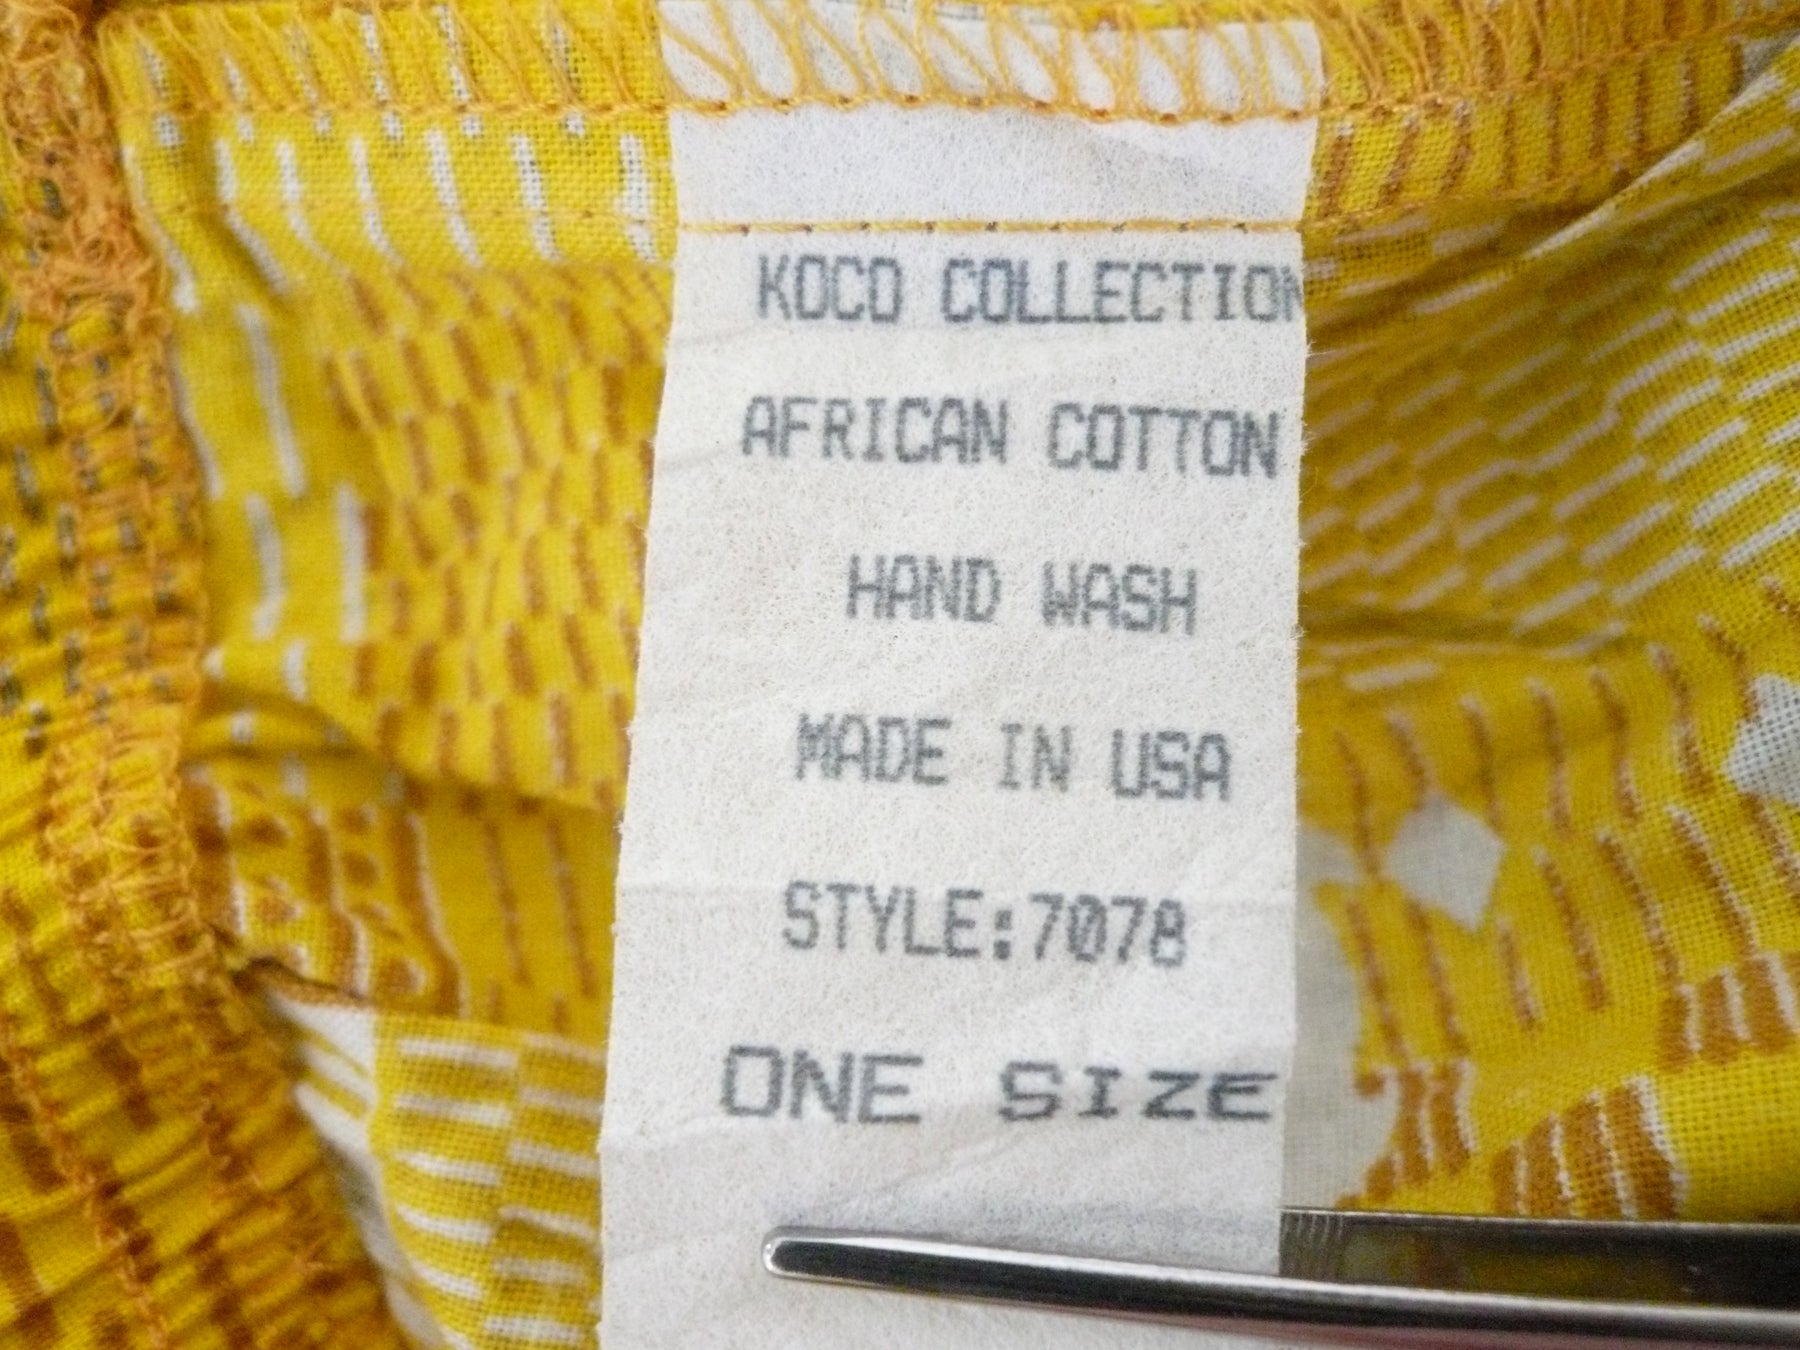 KOCO COLLECTION
AFRICAN COTTON
HAND WASH
MADE IN USA
STYLE:7078
ONE SIZE